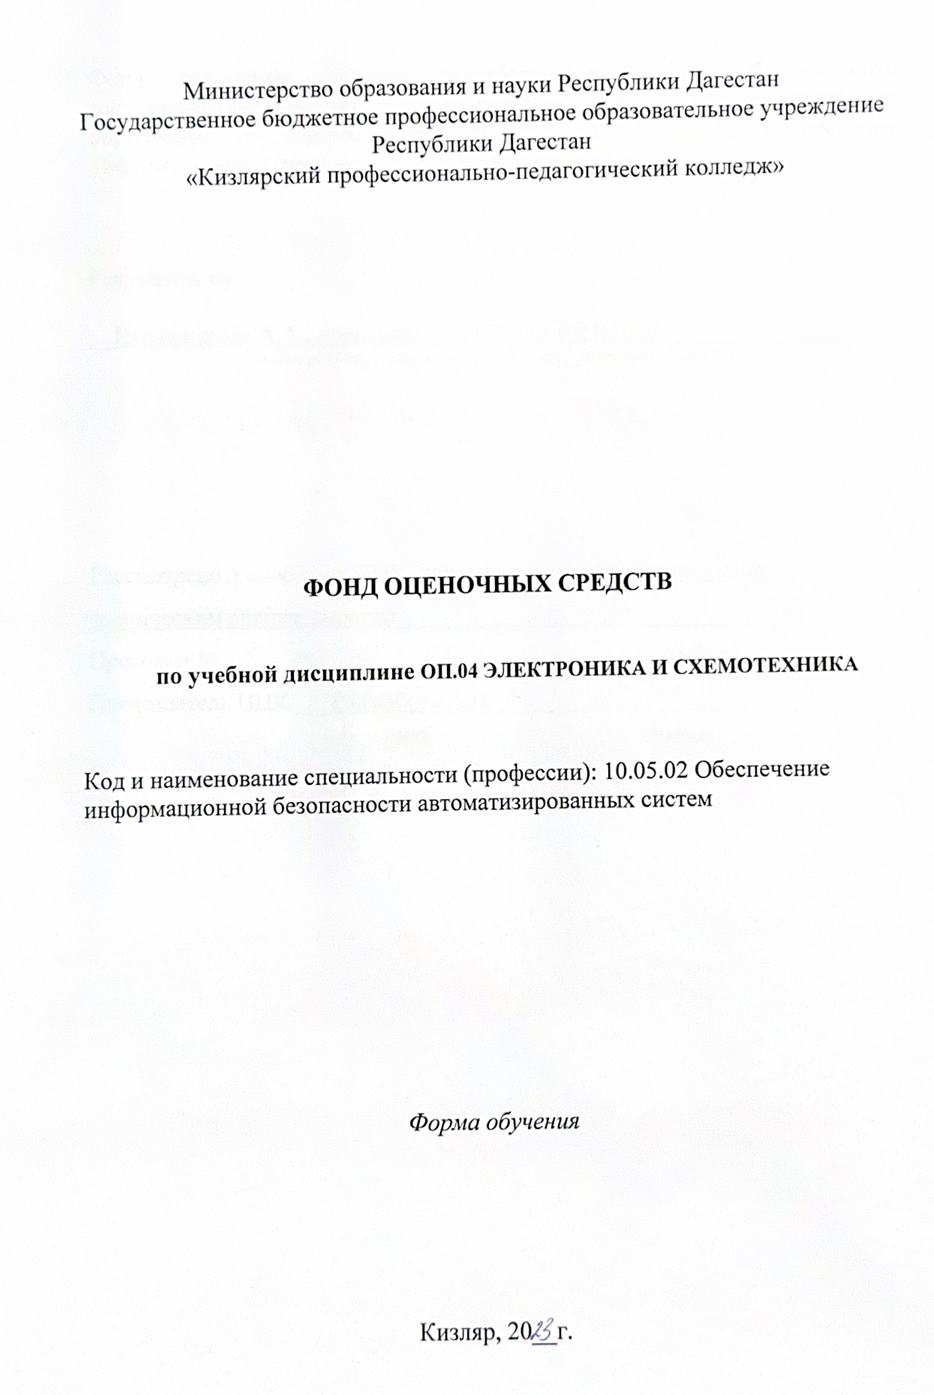 Министерство образования и науки Республики Дагестан
Государственное бюджетное профессиональное образовательное учреждение
Республики Дагестан
«Кизлярский профессионально-педагогический колледж»
ФОНД ОЦЕНОЧНЫХ СРЕДСТВ
по учебной дисциплине ОП.04 ЭЛЕКТРОНИКА И СХЕМОТЕХНИКА
Код и наименование специальности (профессии): 10.05.02 Обеспечение
информационной безопасности автоматизированных систем
Форма обучения
Кизляр, 2023 г.